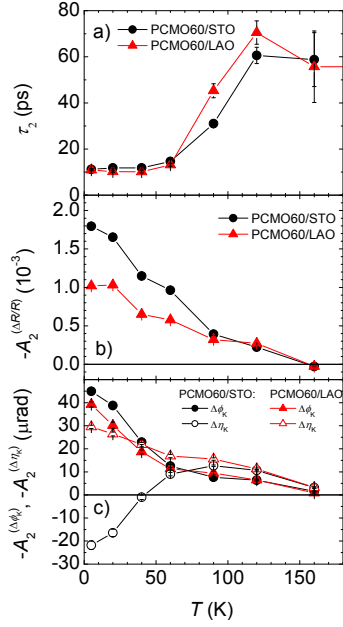 a)
PCMO60/STO
PCMO60/LAO
80
60
40
20
0
τ₂ (ps)
2.0
1.5
1.0
0.5
0.0
-A₂^(ΔR/R) (10⁻³)
PCMO60/STO
PCMO60/LAO
b)
50
40
30
20
10
0
-10
-20
-30
-A₂^(Δϕ_K), -A₂^(Δη_K) (μrad)
PCMO60/STO: PCMO60/LAO:
Δϕ_K Δϕ_K
Δη_K Δη_K
c)
0 50 100 150
T (K)